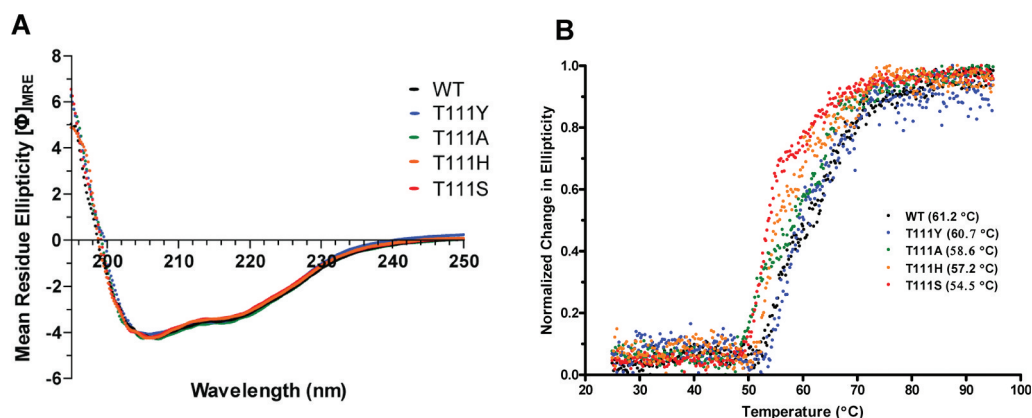 A
Mean Residue Ellipticity [Φ]MRE
8
6
4
2
0
-2
-4
-6
200 210 220 230 240 250
Wavelength (nm)
WT
T111Y
T111A
T111H
T111S
B
Normalized Change in Ellipticity
1.0
0.8
0.6
0.4
0.2
0.0
20 30 40 50 60 70 80 90 100
Temperature (°C)
WT (61.2 °C)
T111Y (60.7 °C)
T111A (58.6 °C)
T111H (57.2 °C)
T111S (54.5 °C)